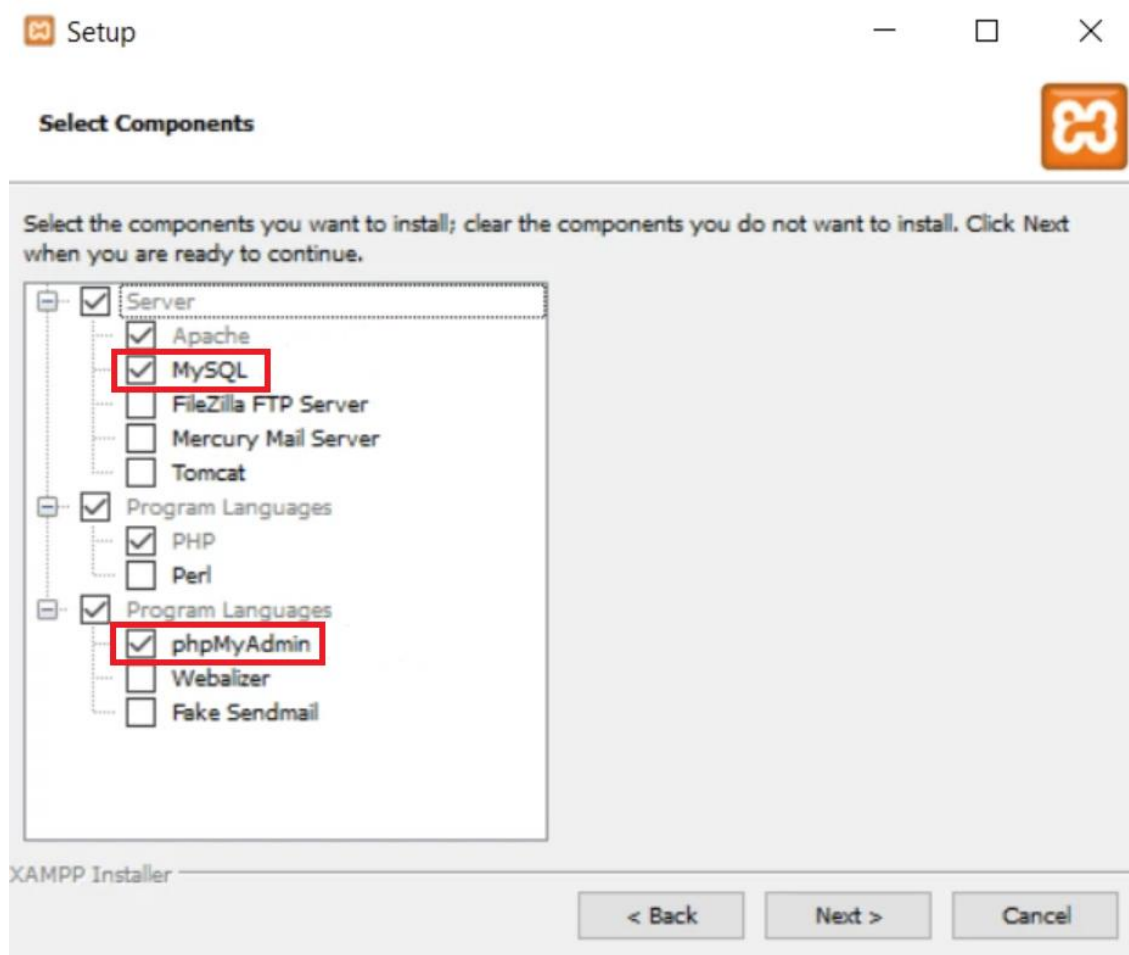 Setup
Select Components
Select the components you want to install; clear the components you do not want to install. Click Next
when you are ready to continue.
Server
Apache
MySQL
FileZilla FTP Server
Mercury Mail Server
Tomcat
Program Languages
PHP
Perl
Program Languages
phpMyAdmin
Webalizer
Fake Sendmail
XAMPP Installer
< Back Next > Cancel